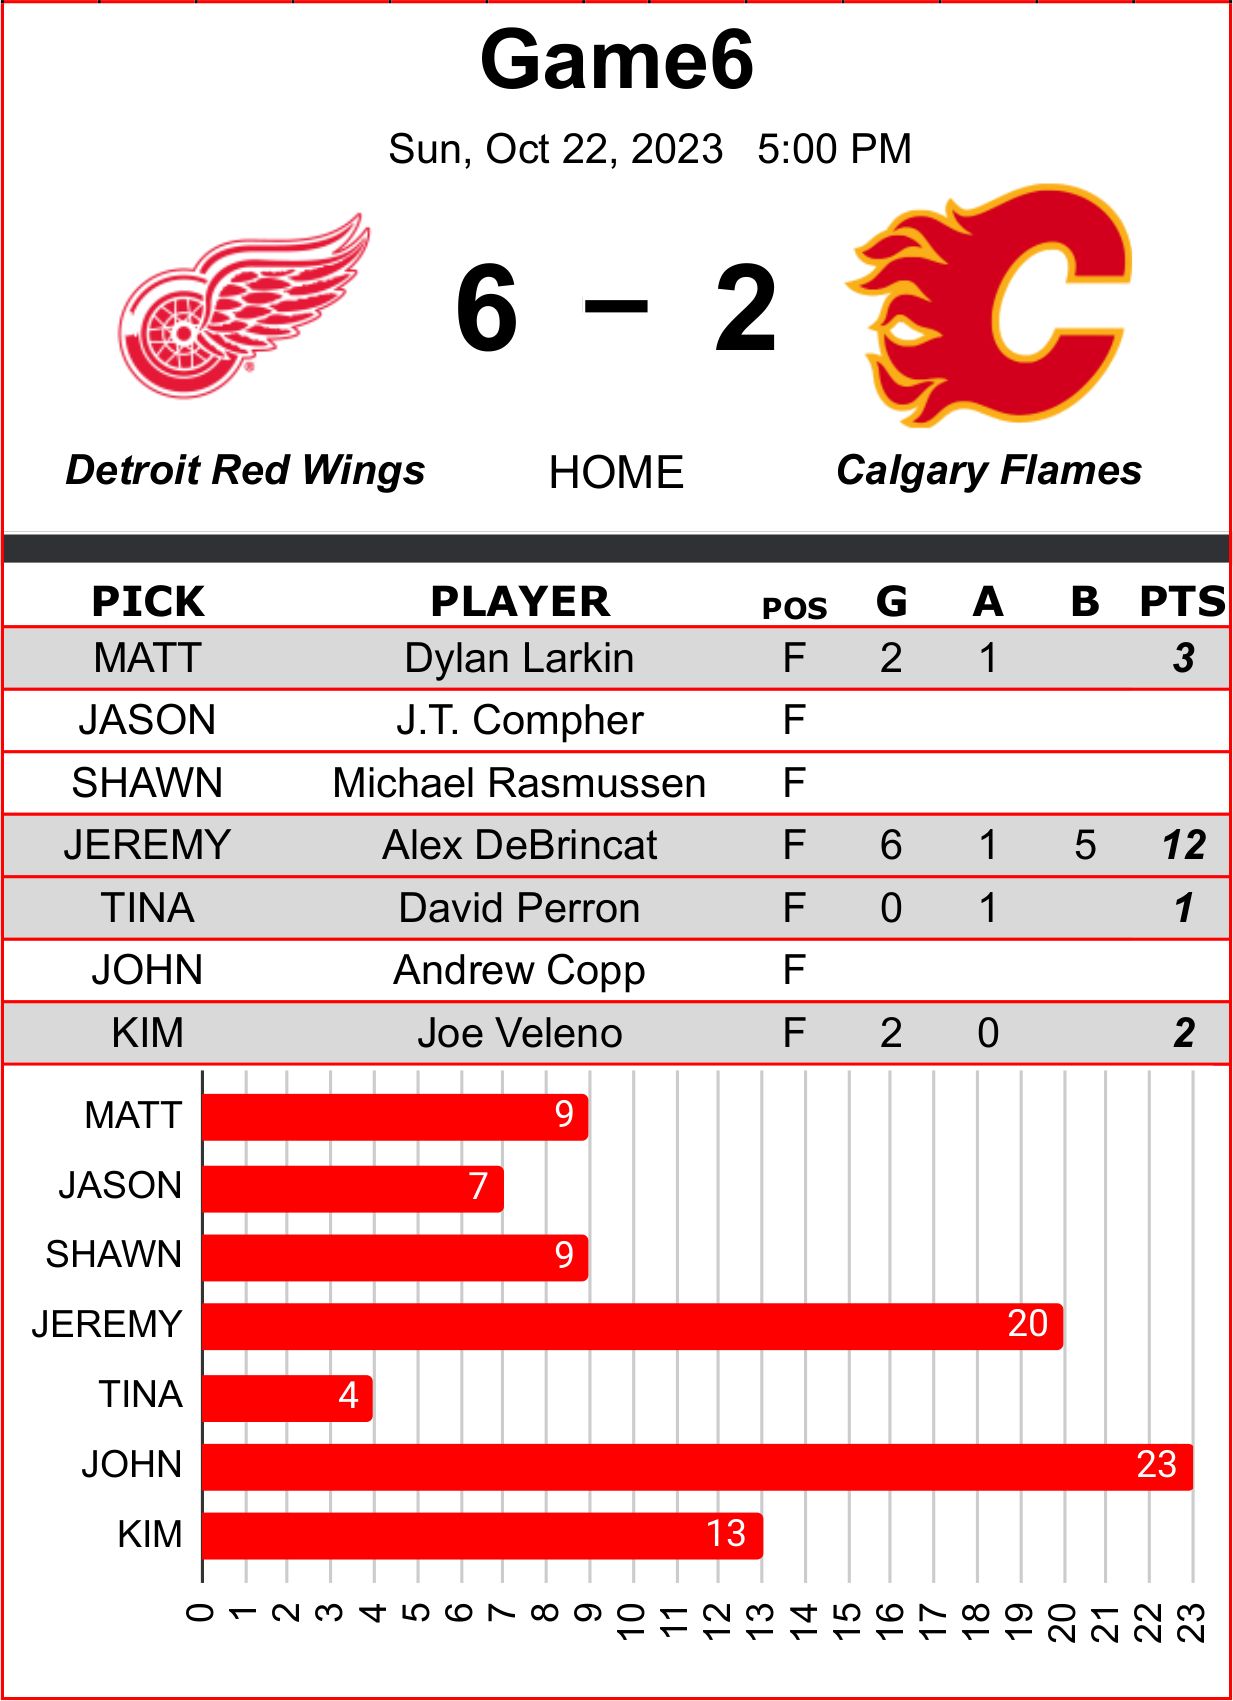 Game6
Sun, Oct 22, 2023 5:00 PM
6 – 2
Detroit Red Wings HOME Calgary Flames
PICK PLAYER POS G A B PTS
MATT Dylan Larkin F 2 1 3
JASON J.T. Compher F
SHAWN Michael Rasmussen F
JEREMY Alex DeBrincat F 6 1 5 12
TINA David Perron F 0 1 1
JOHN Andrew Copp F
KIM Joe Veleno F 2 0 2
MATT 9
JASON 7
SHAWN 9
JEREMY 20
TINA 4
JOHN 23
KIM 13
0 1 2 3 4 5 6 7 8 9 10 11 12 13 14 15 16 17 18 19 20 21 22 23